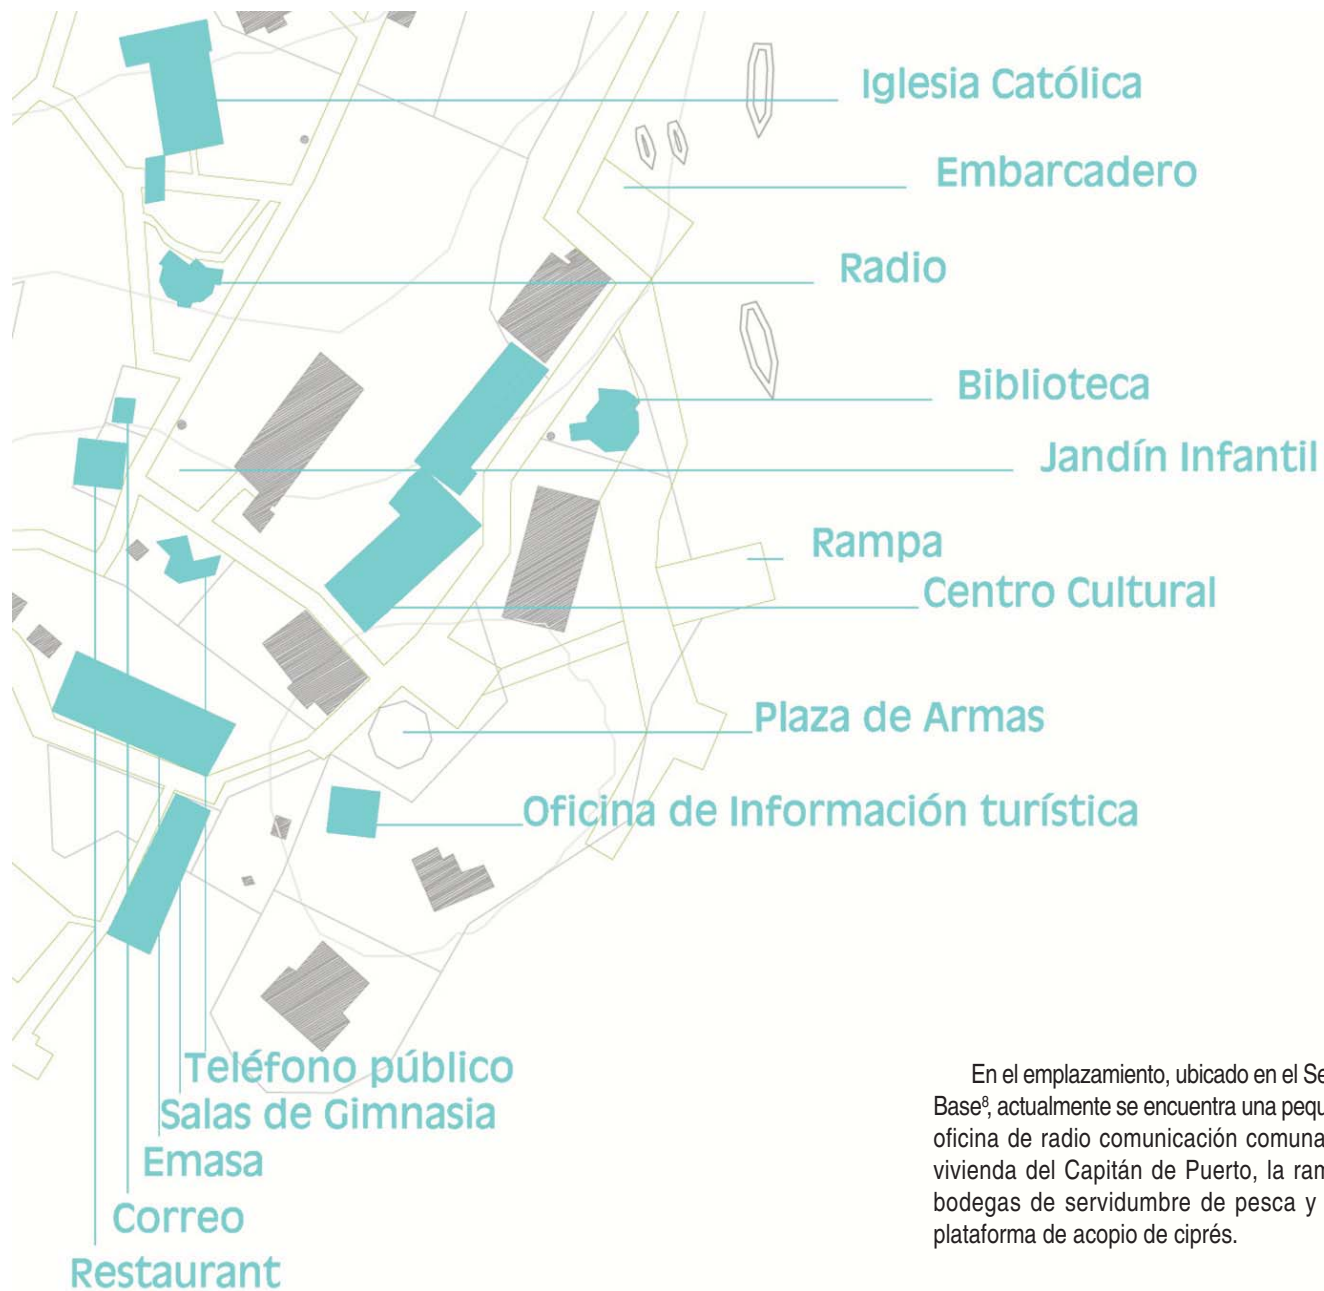 Iglesia Católica
Embarcadero
Radio
Biblioteca
Jandín Infantil
Rampa
Centro Cultural
Plaza de Armas
Oficina de Información turística
Teléfono público
Salas de Gimnasia
Emasa
Correo
Restaurant
En el emplazamiento, ubicado en el Se
Base⁸, actualmente se encuentra una pequ
oficina de radio comunicación comuna
vivienda del Capitán de Puerto, la ram
bodegas de servidumbre de pesca y
plataforma de acopio de ciprés.